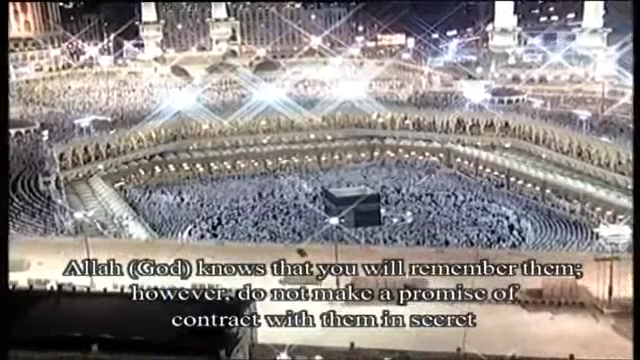 Allah (God) knows that you will remember them;
however, do not make a promise of
contract with them in secret